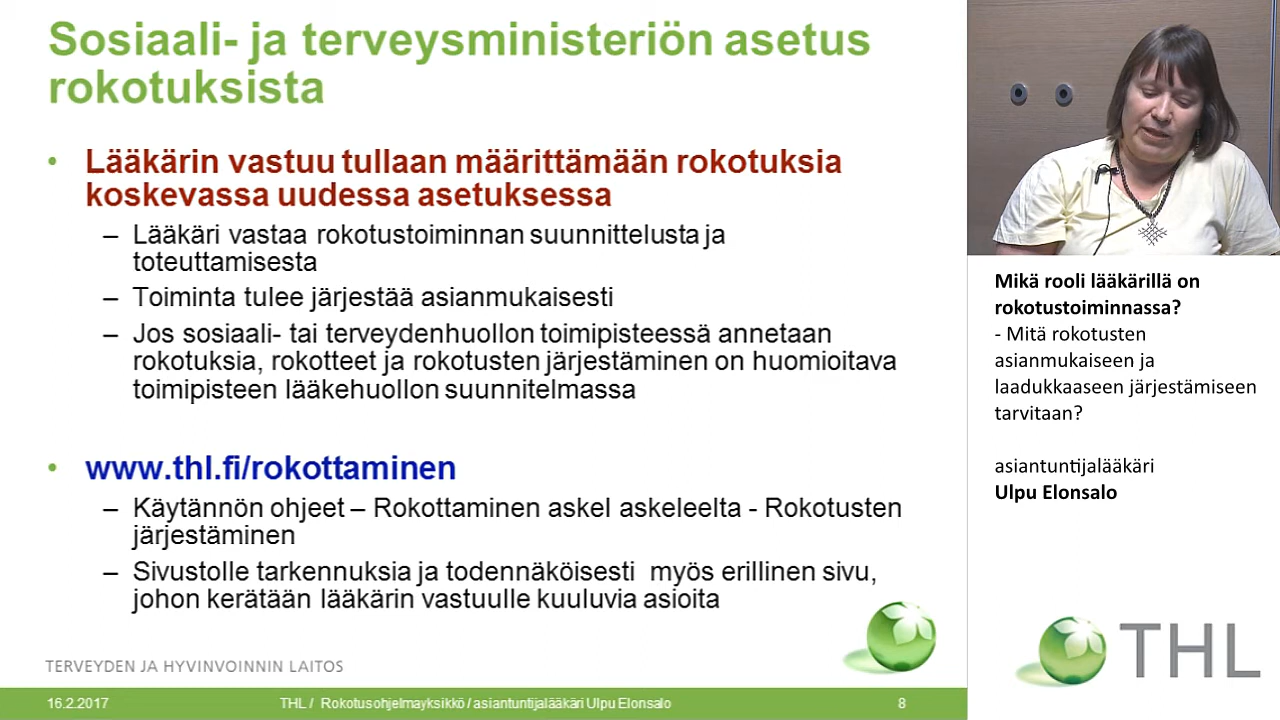 Sosiaali- ja terveysministeriön asetus
rokotuksista
• Lääkärin vastuu tullaan määrittämään rokotuksia
koskevassa uudessa asetuksessa
– Lääkäri vastaa rokotustoiminnan suunnittelusta ja
toteuttamisesta
– Toiminta tulee järjestää asianmukaisesti
– Jos sosiaali- tai terveydenhuollon toimipisteessä annetaan
rokotuksia, rokotteet ja rokotusten järjestäminen on huomioitava
toimipisteen lääkehuollon suunnitelmassa
• www.thl.fi/rokottaminen
– Käytännön ohjeet – Rokottaminen askel askeleelta - Rokotusten
järjestäminen
– Sivustolle tarkennuksia ja todennäköisesti myös erillinen sivu,
johon kerätään lääkärin vastuulle kuuluvia asioita
TERVEYDEN JA HYVINVOINNIN LAITOS
16.2.2017 THL / Rokotusohjelmayksikkö / asiantuntijalääkäri Ulpu Elonsalo 8
Mikä rooli lääkärillä on
rokotustoiminnassa?
- Mitä rokotusten
asianmukaiseen ja
laadukkaaseen järjestämiseen
tarvitaan?
asiantuntijalääkäri
Ulpu Elonsalo
THL